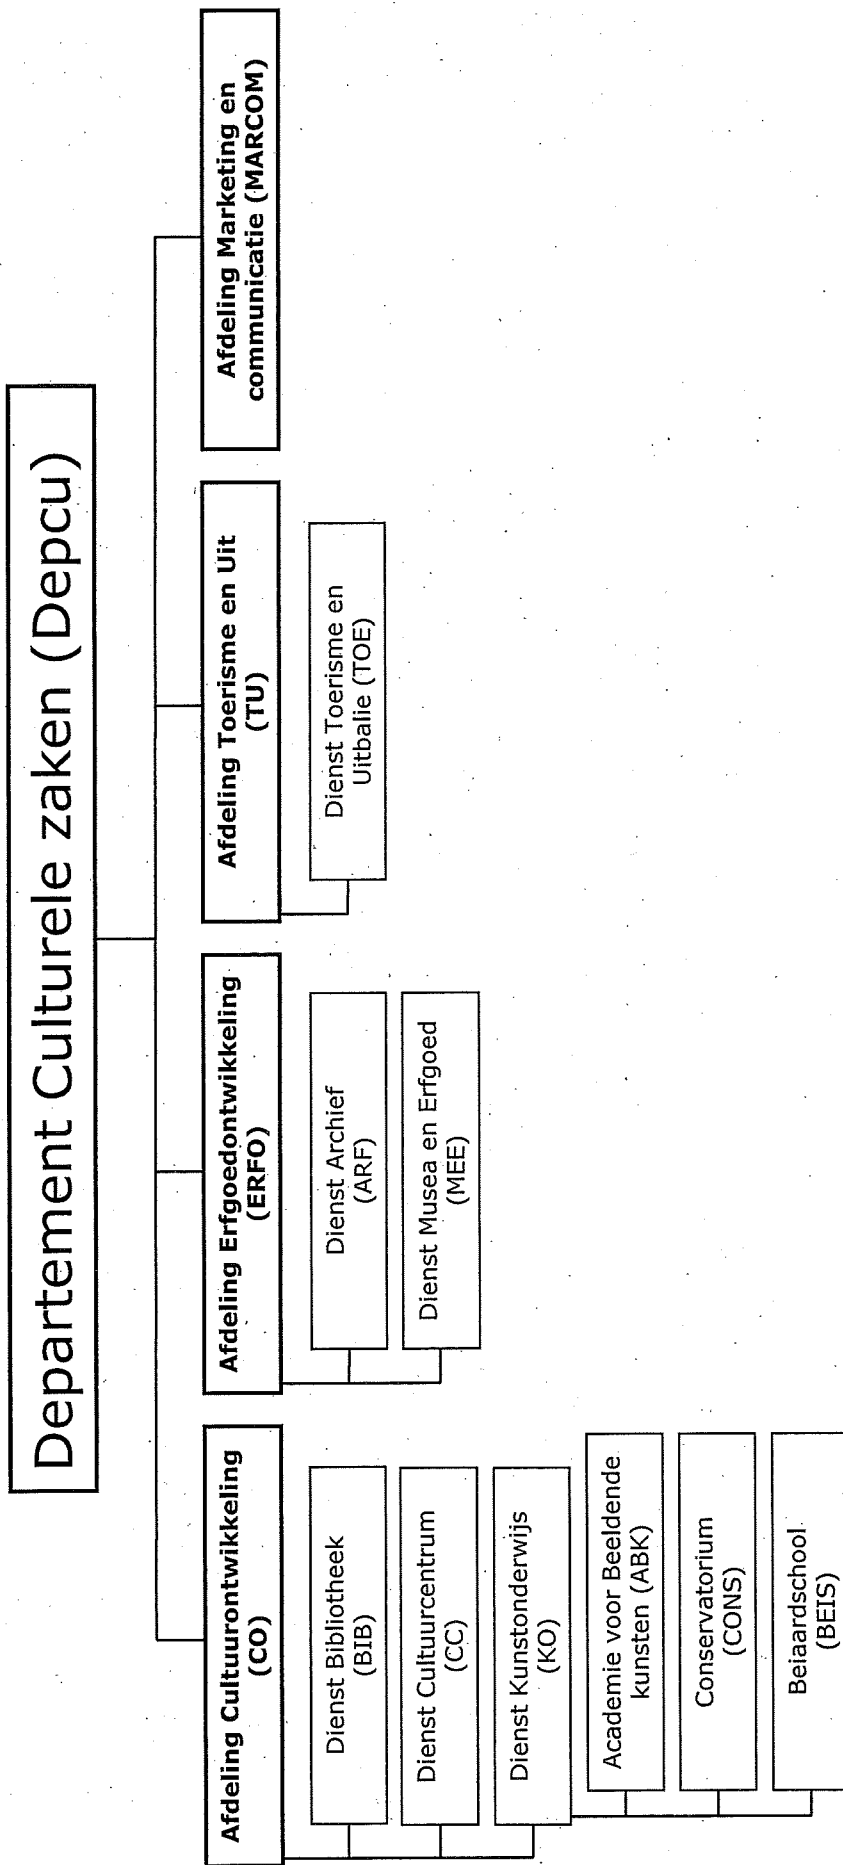 Departement Culturele zaken (Depcu)
Afdeling Cultuurontwikkeling
(CO)
Dienst Bibliotheek
(BIB)
Dienst Cultuurcentrum
(CC)
Dienst Kunstonderwijs
(KO)
Academie voor Beeldende
kunsten (ABK)
Conservatorium
(CONS)
Beiaardschool
(BEIS)
Afdeling Erfgoedontwikkeling
(ERFO)
Dienst Archief
(ARF)
Dienst Musea en Erfgoed
(MEE)
Afdeling Toerisme en Uit
(TU)
Dienst Toerisme en
Uitbalie (TOE)
Afdeling Marketing en
communicatie (MARCOM)